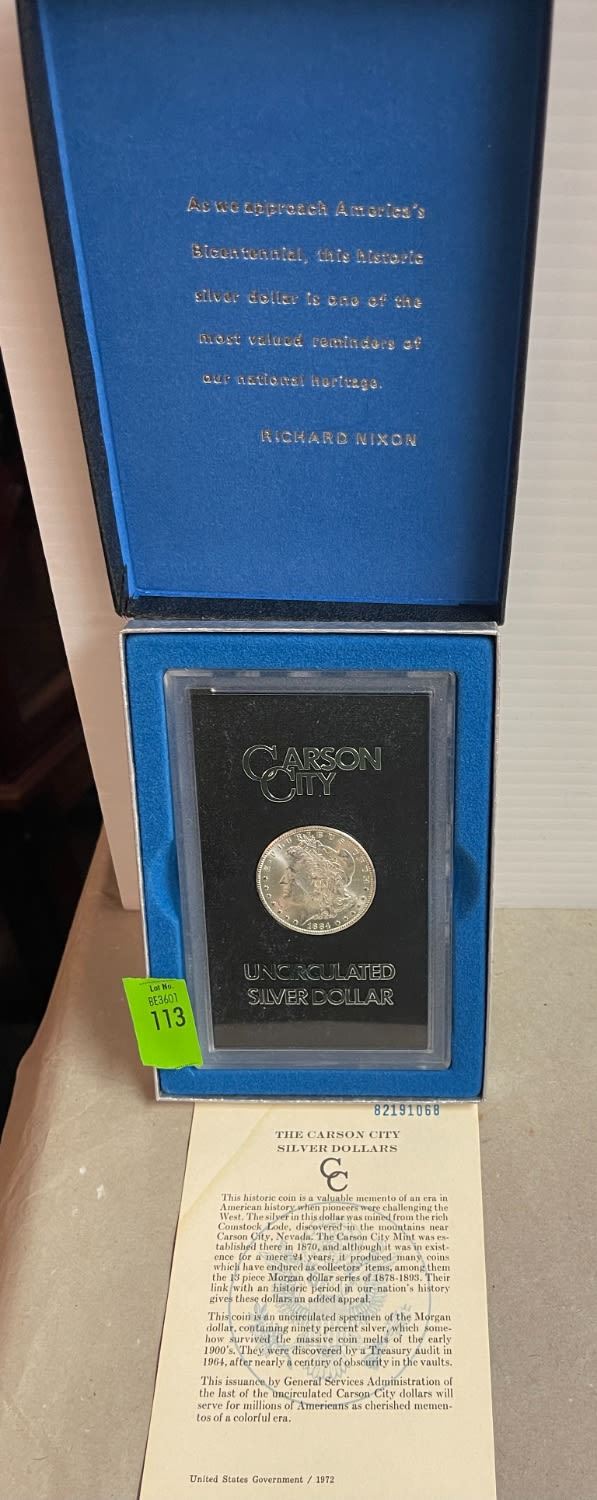 As we approach America's
Bicentennial, this historic
silver dollar is one of the
most valued reminders of
our national heritage.
RICHARD NIXON
CARSON
CITY
LIBERTY
1884
UNCIRCULATED
SILVER DOLLAR
Lot No.
BE3601
113
82191068
THE CARSON CITY
SILVER DOLLARS
CC
This historic coin is a valuable memento of an era in
American history when pioneers were challenging the
West. The silver in this dollar was mined from the rich
Comstock Lode, discovered in the mountains near
Carson City, Nevada. The Carson City Mint was es-
tablished there in 1870, and although it was in exist-
ence for a mere 24 years, it produced many coins
which have endured as collectors' items, among them
the 13 piece Morgan dollar series of 1878-1893. Their
link with an historic period in our nation's history
gives these dollars an added appeal.
This coin is an uncirculated specimen of the Morgan
dollar, containing ninety percent silver, which some-
how survived the massive coin melts of the early
1900's. They were discovered by a Treasury audit in
1964, after nearly a century of obscurity in the vaults.
This issuance by General Services Administration of
the last of the uncirculated Carson City dollars will
serve for millions of Americans as cherished memen-
tos of a colorful era.
United States Government / 1972